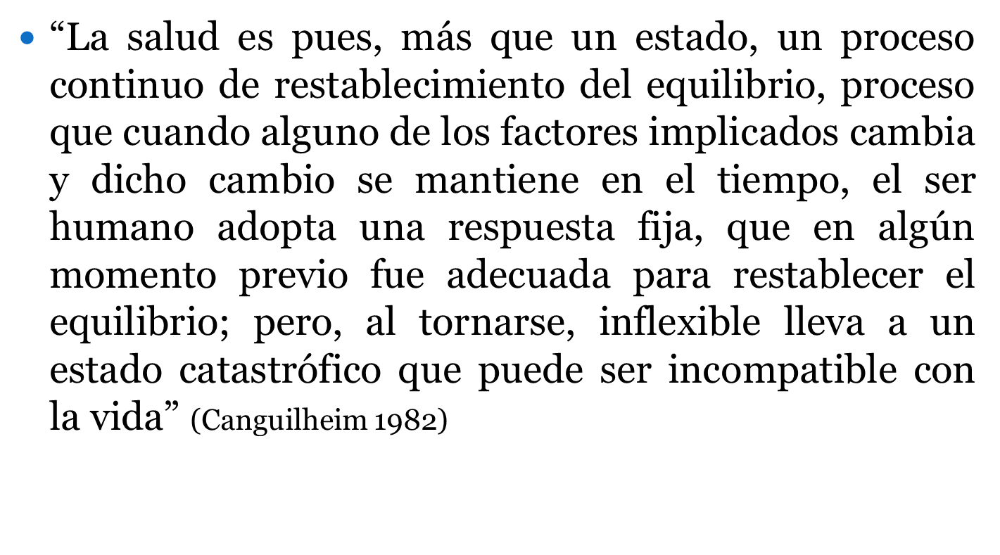 • “La salud es pues, más que un estado, un proceso
continuo de restablecimiento del equilibrio, proceso
que cuando alguno de los factores implicados cambia
y dicho cambio se mantiene en el tiempo, el ser
humano adopta una respuesta fija, que en algún
momento previo fue adecuada para restablecer el
equilibrio; pero, al tornarse, inflexible lleva a un
estado catastrófico que puede ser incompatible con
la vida” (Canguilheim 1982)